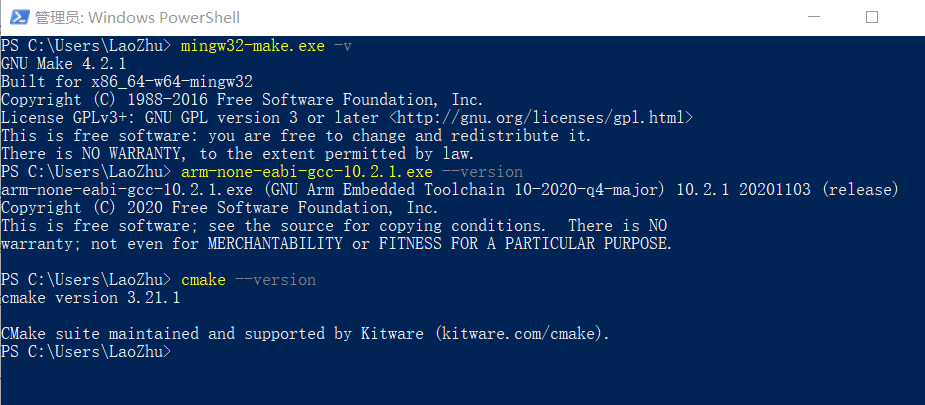 管理员: Windows PowerShell
PS C:\Users\LaoZhu> mingw32-make.exe -v
GNU Make 4.2.1
Built for x86_64-w64-mingw32
Copyright (C) 1988-2016 Free Software Foundation, Inc.
License GPLv3+: GNU GPL version 3 or later <http://gnu.org/licenses/gpl.html>
This is free software: you are free to change and redistribute it.
There is NO WARRANTY, to the extent permitted by law.
PS C:\Users\LaoZhu> arm-none-eabi-gcc-10.2.1.exe --version
arm-none-eabi-gcc-10.2.1.exe (GNU Arm Embedded Toolchain 10-2020-q4-major) 10.2.1 20201103 (release)
Copyright (C) 2020 Free Software Foundation, Inc.
This is free software; see the source for copying conditions.  There is NO
warranty; not even for MERCHANTABILITY or FITNESS FOR A PARTICULAR PURPOSE.
PS C:\Users\LaoZhu> cmake --version
cmake version 3.21.1
CMake suite maintained and supported by Kitware (kitware.com/cmake).
PS C:\Users\LaoZhu>